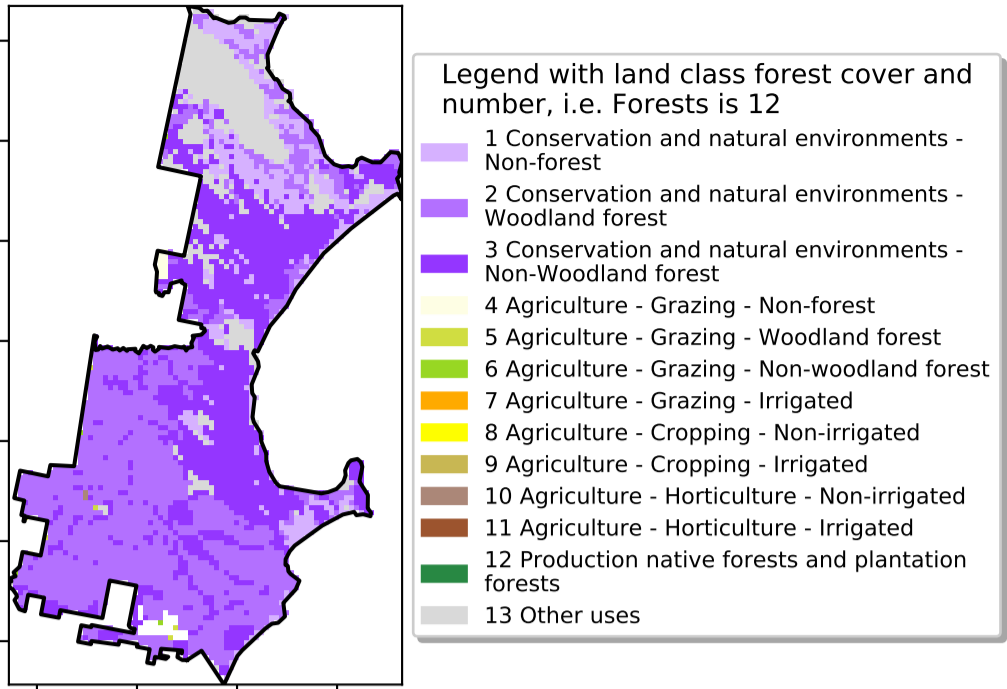 Legend with land class forest cover and
number, i.e. Forests is 12
1 Conservation and natural environments -
Non-forest
2 Conservation and natural environments -
Woodland forest
3 Conservation and natural environments -
Non-Woodland forest
4 Agriculture - Grazing - Non-forest
5 Agriculture - Grazing - Woodland forest
6 Agriculture - Grazing - Non-woodland forest
7 Agriculture - Grazing - Irrigated
8 Agriculture - Cropping - Non-irrigated
9 Agriculture - Cropping - Irrigated
10 Agriculture - Horticulture - Non-irrigated
11 Agriculture - Horticulture - Irrigated
12 Production native forests and plantation
forests
13 Other uses